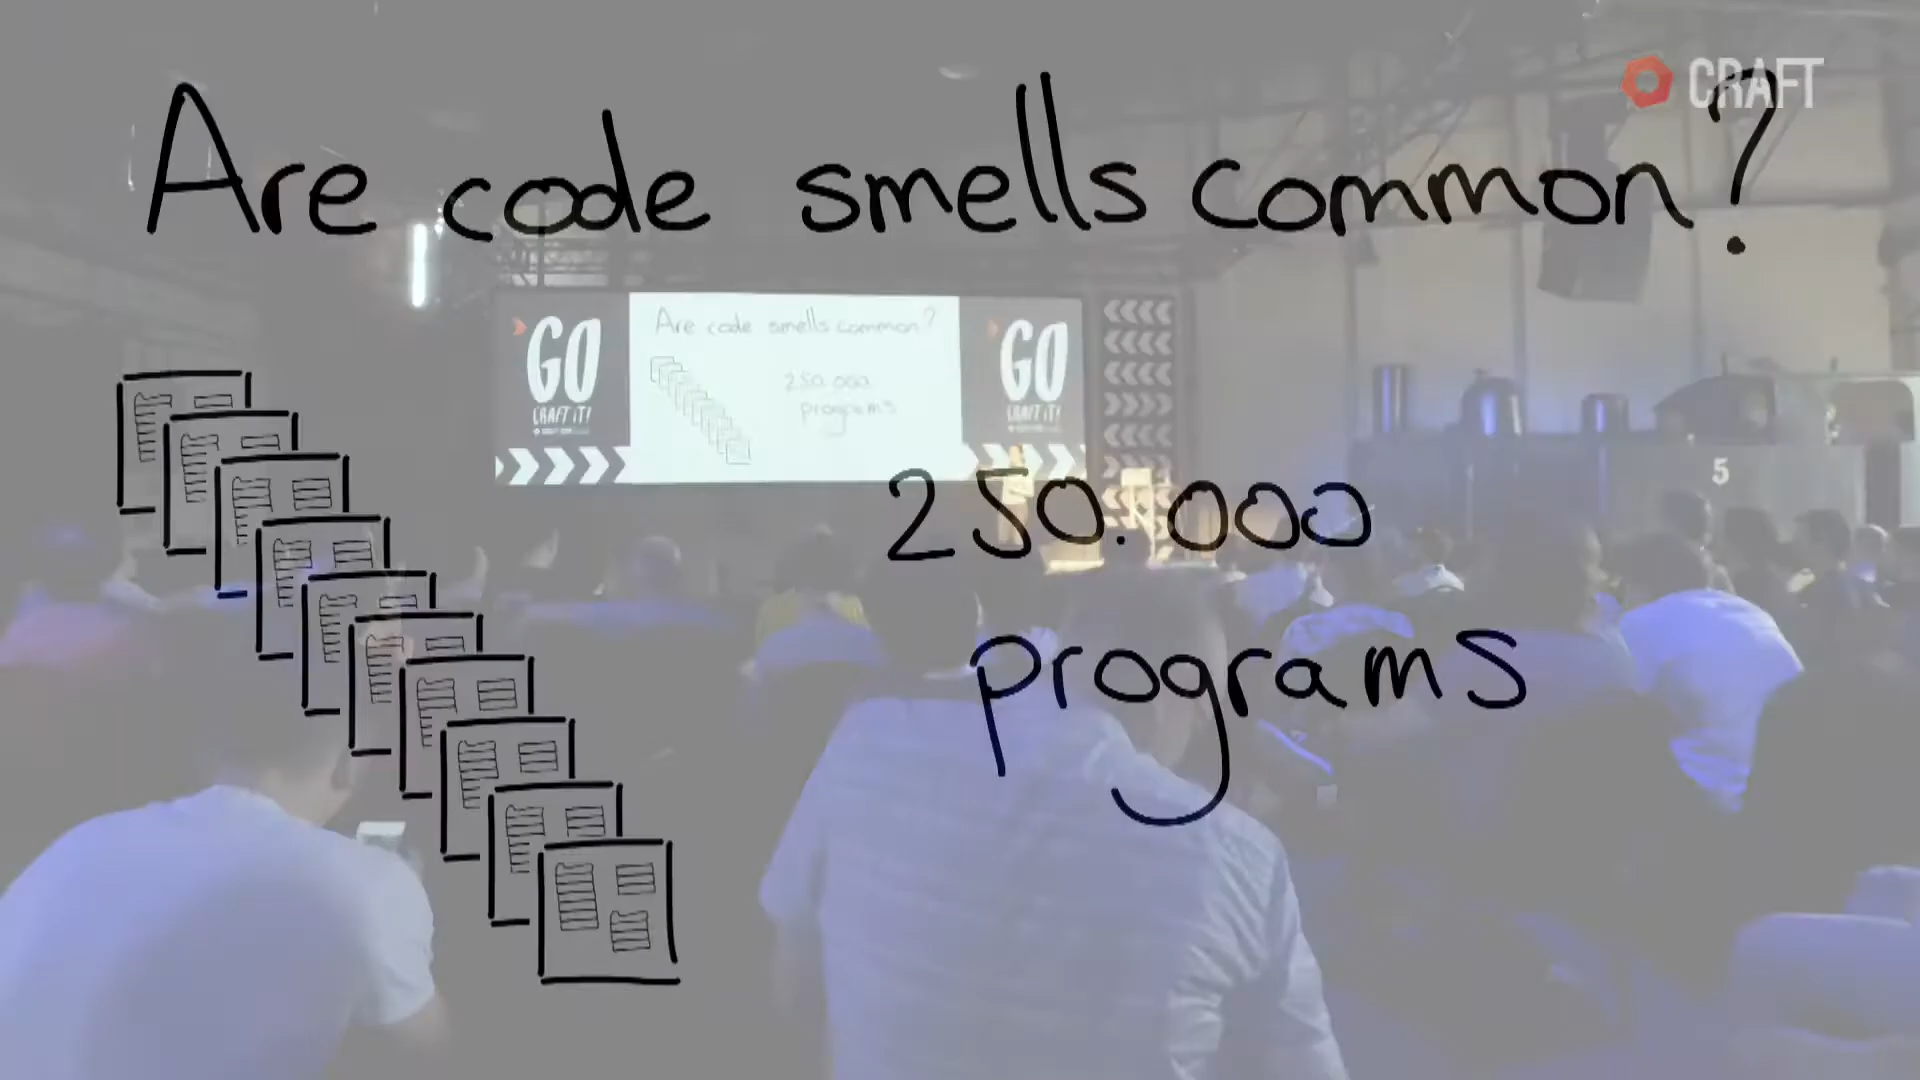 CRAFT
Are code smells common?
GO
CRAFT IT!
Are code smells common?
250.000
programs
GO
CRAFT IT!
5
250.000
programs